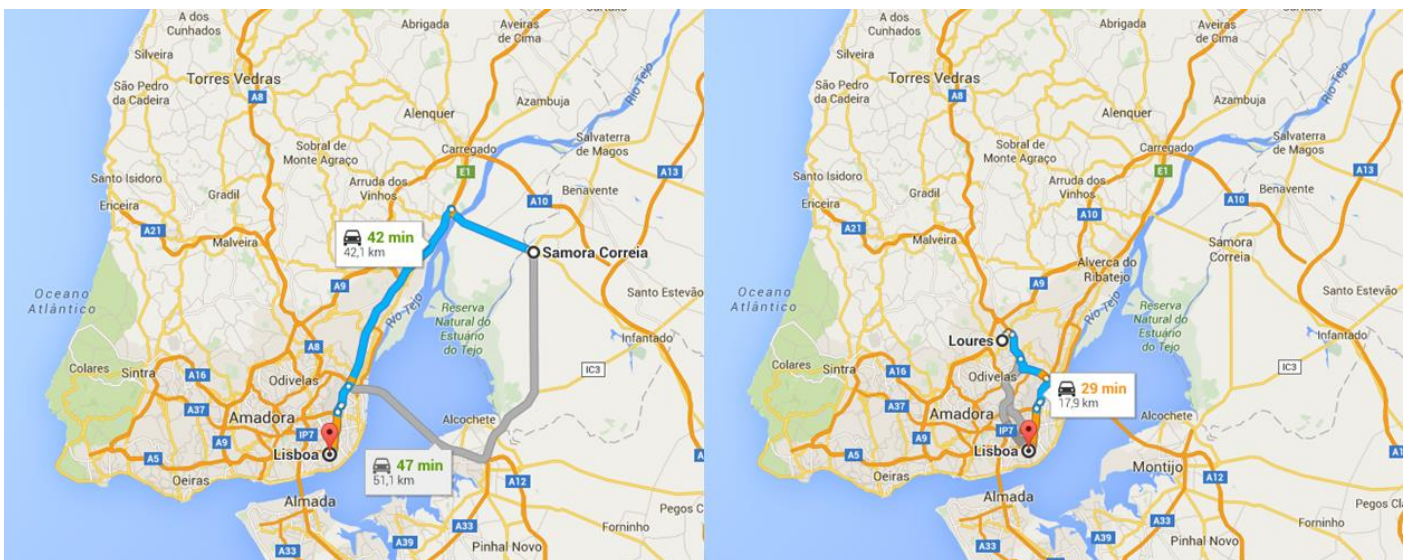 A dos
Cunhados
Abrigada
Aveiras
de Cima
Silveira
Torres Vedras
São Pedro
da Cadeira
A8
Rio Tejo
Azambuja
Alenquer
Sobral de
Monte Agraço
Carregado
Salvaterra
de Magos
E1
A13
Santo Isidoro
Arruda dos
Vinhos
Benavente
Gradil
A10
Ericeira
A21
Malveira
42 min
42,1 km
Samora Correia
A9
Oceano
Atlântico
Rio Tejo
Reserva
Natural do
Estuário
do Tejo
Santo Estevão
Infantado
A8
IC3
Colares
Sintra
A16
Odivelas
A37
Amadora
Alcochete
IP7
A9
Lisboa
47 min
51,1 km
A5
Oeiras
A12
Almada
A33
Pegos C
Forninho
A33
A39
Pinhal Novo
A dos
Cunhados
Abrigada
Aveiras
de Cima
Silveira
Torres Vedras
São Pedro
da Cadeira
A8
Rio Tejo
Azambuja
Alenquer
Sobral de
Monte Agraço
Carregado
Salvaterra
de Magos
E1
A13
Santo Isidoro
Arruda dos
Vinhos
Benavente
Gradil
A10
A10
Ericeira
A21
Malveira
Samora
Correia
Alverca do
Ribatejo
A9
Oceano
Atlântico
Rio Tejo
Reserva
Natural do
Estuário
do Tejo
Santo Estevão
Loures
Infantado
IC3
Colares
Sintra
A16
Odivelas
29 min
17,9 km
A37
Amadora
Alcochete
IP7
A9
Lisboa
A5
Oeiras
Montijo
A12
Almada
Pegos Cl
A33
Forninho
A33
A39
Pinhal Novo